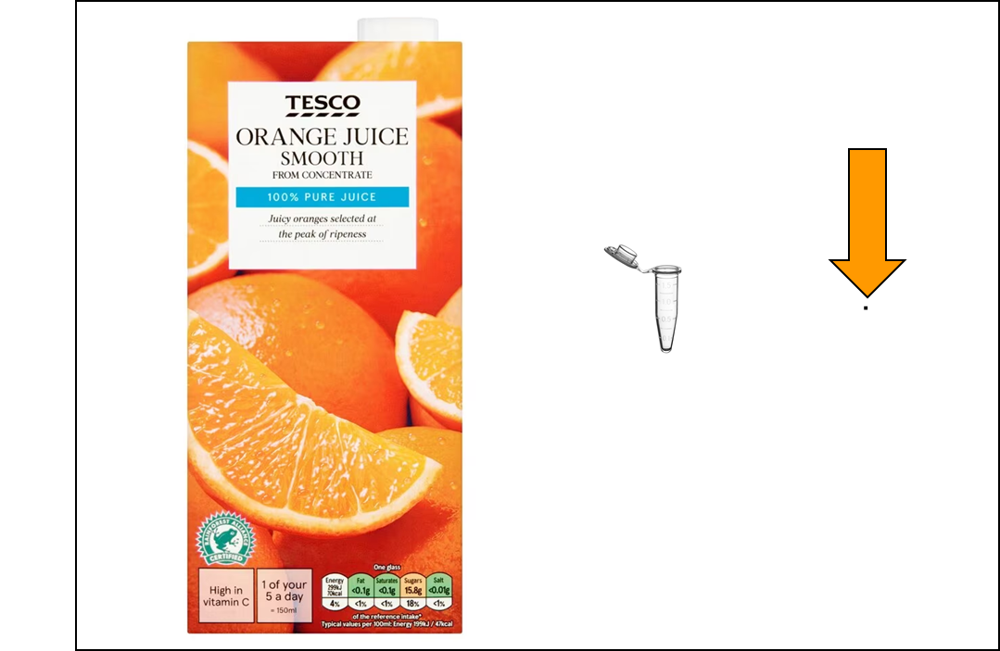 TESCO
ORANGE JUICE
SMOOTH
FROM CONCENTRATE
100% PURE JUICE
Juicy oranges selected at
the peak of ripeness
RAINFOREST ALLIANCE
CERTIFIED
High in
vitamin C
1 of your
5 a day
= 150ml
One glass
Energy Fat Saturates Sugars Salt
299kJ
70kcal <0.1g <0.1g 15.8g <0.01g
4% <1% <1% 18% <1%
of the reference intake*
Typical values per 100ml: Energy 199kJ / 47kcal